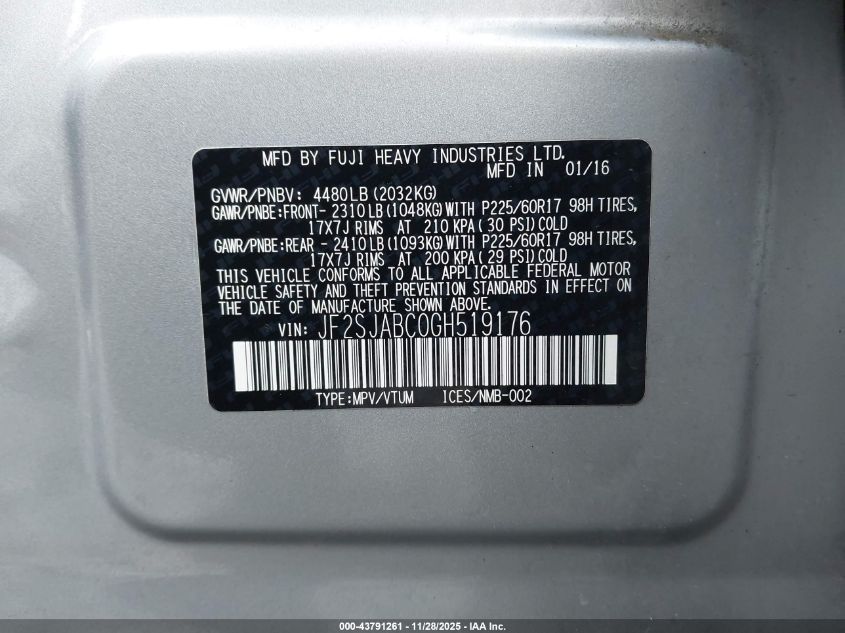 MFD BY FUJI HEAVY INDUSTRIES LTD.
MFD IN 01/16
GVWR/PNBV: 4480LB (2032KG)
GAWR/PNBE:FRONT- 2310LB (1048KG) WITH P225/60R17 98H TIRES,
17X7J RIMS AT 210 KPA (30 PSI) COLD
GAWR/PNBE:REAR - 2410LB (1093KG) WITH P225/60R17 98H TIRES,
17X7J RIMS AT 200 KPA (29 PSI) COLD
THIS VEHICLE CONFORMS TO ALL APPLICABLE FEDERAL MOTOR
VEHICLE SAFETY AND THEFT PREVENTION STANDARDS IN EFFECT ON THE
DATE OF MANUFACTURE SHOWN ABOVE.
VIN: JF2SJABC0GH519176
TYPE:MPV/VTUM ICES/NMB-002
000-43791261 - 11/28/2025 - IAA Inc.